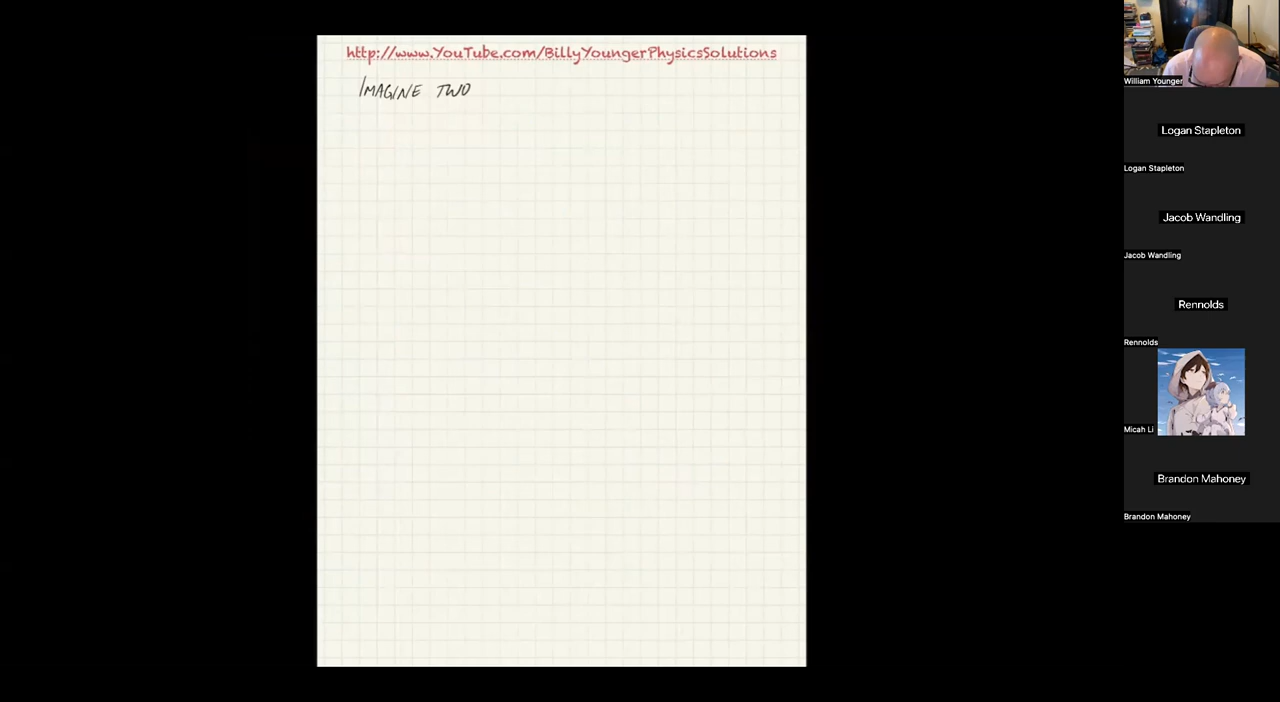 http://www.YouTube.com/BillyYoungerPhysicsSolutions
IMAGINE TWO
William Younger
Logan Stapleton
Logan Stapleton
Jacob Wandling
Jacob Wandling
Rennolds
Rennolds
Micah Li
Brandon Mahoney
Brandon Mahoney